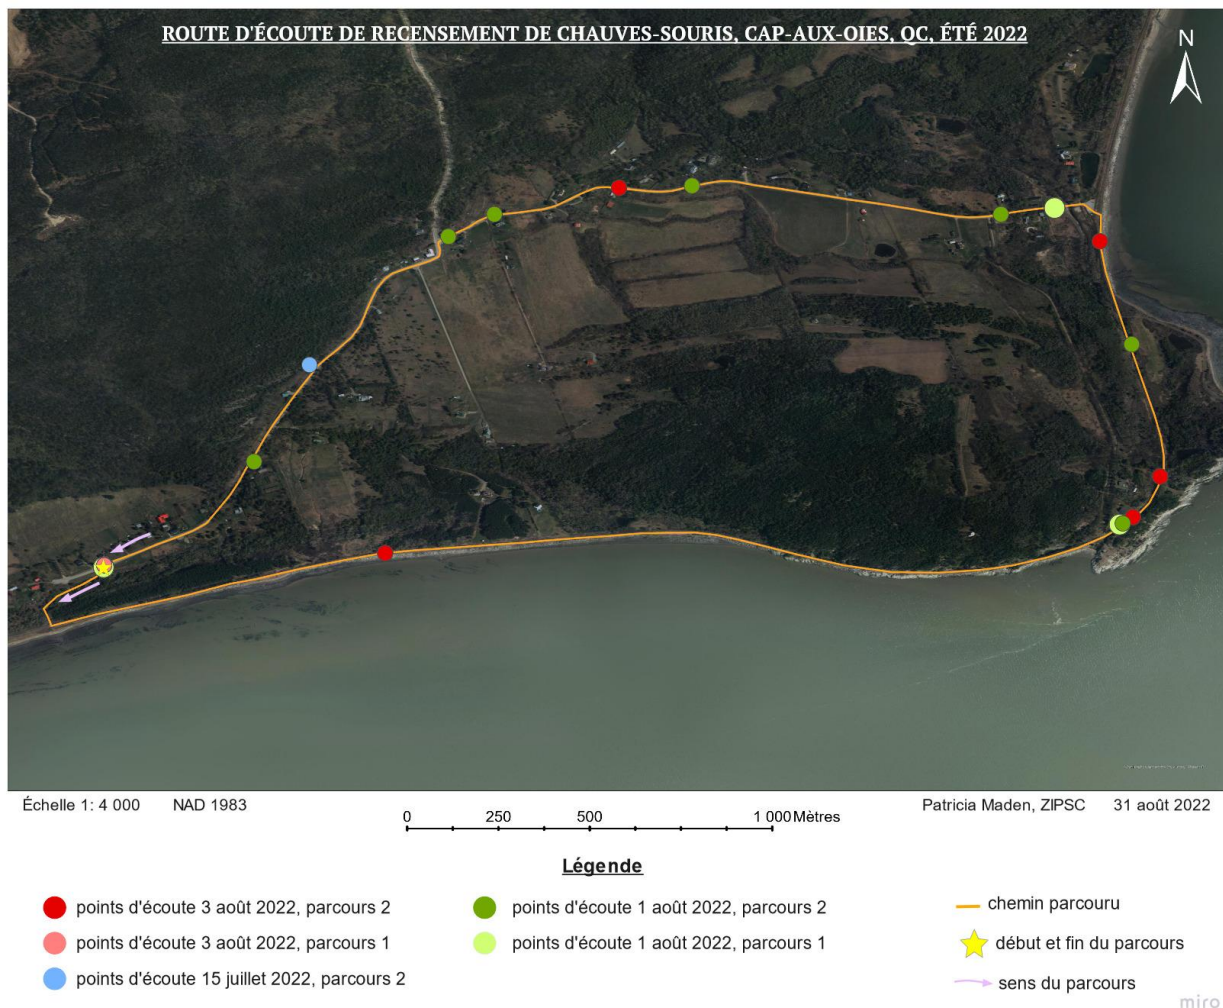 ROUTE D'ÉCOUTE DE RECENSEMENT DE CHAUVES-SOURIS, CAP-AUX-OIES, QC, ÉTÉ 2022
N
Échelle 1: 4 000 NAD 1983
Patricia Maden, ZIPSC 31 août 2022
0 250 500 1 000 Mètres
Légende
points d'écoute 3 août 2022, parcours 2
points d'écoute 3 août 2022, parcours 1
points d'écoute 15 juillet 2022, parcours 2
points d'écoute 1 août 2022, parcours 2
points d'écoute 1 août 2022, parcours 1
chemin parcouru
début et fin du parcours
sens du parcours
miro